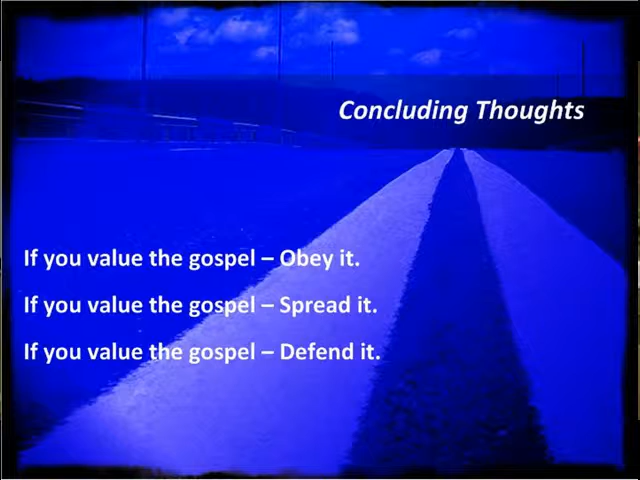 Concluding Thoughts
If you value the gospel – Obey it.
If you value the gospel – Spread it.
If you value the gospel – Defend it.